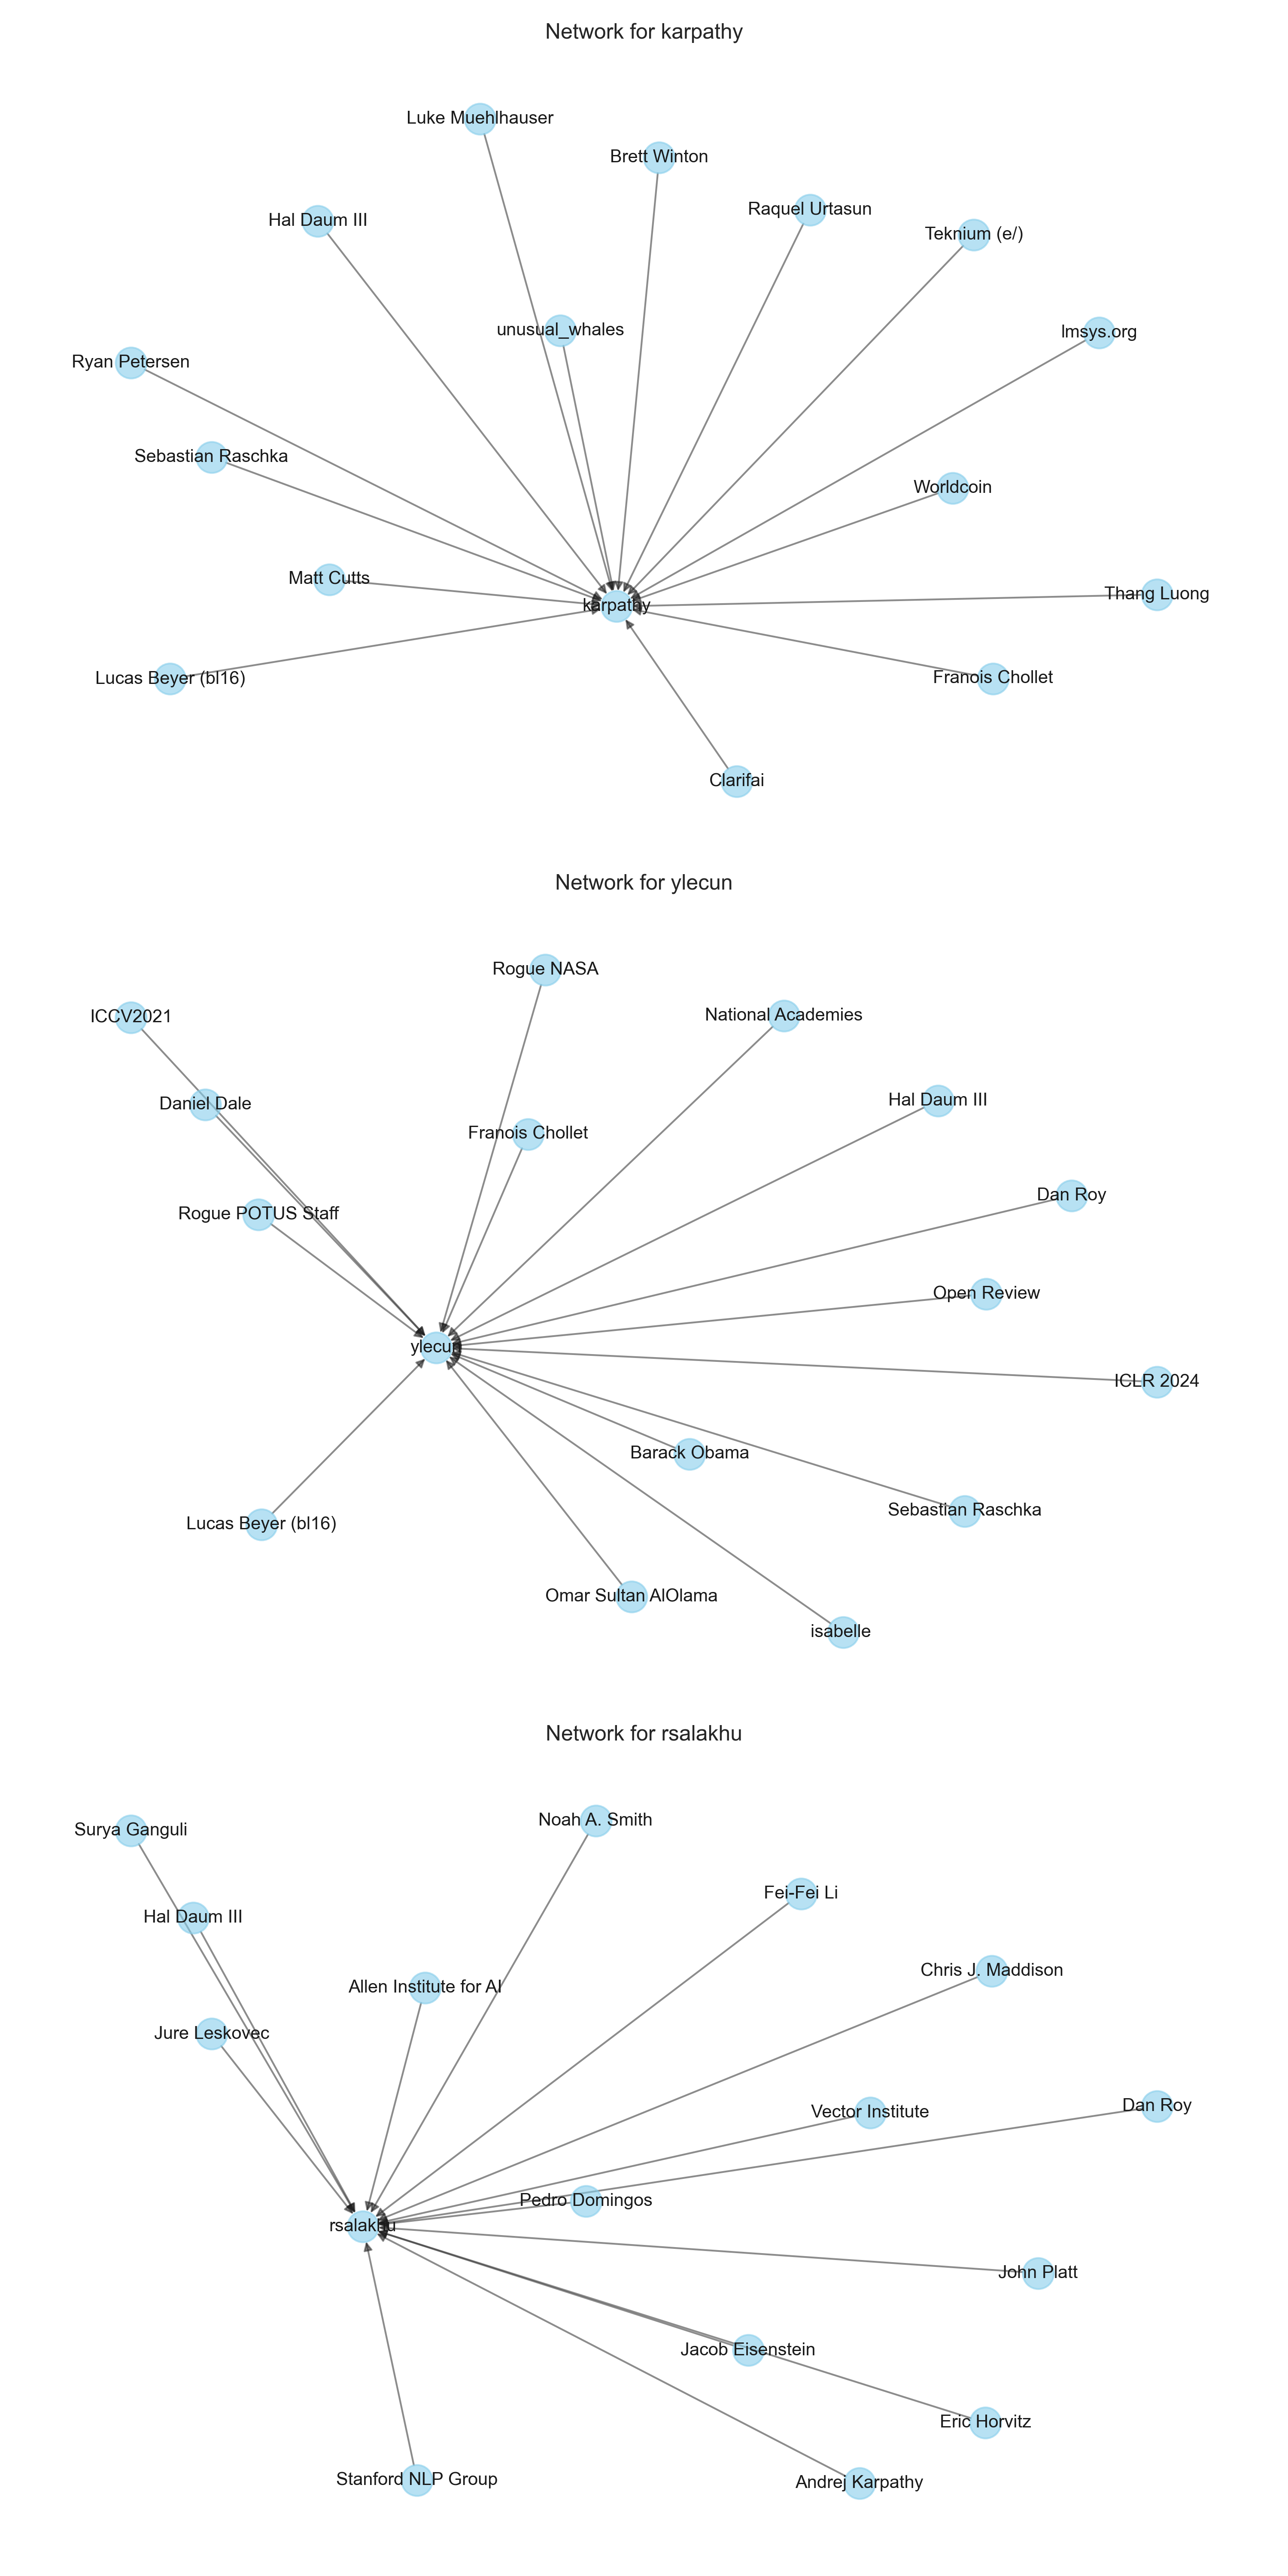 Network for karpathy
Luke Muehlhauser
Brett Winton
Raquel Urtasun
Hal Daum III
Teknium (e/)
unusual_whales
lmsys.org
Ryan Petersen
Sebastian Raschka
Worldcoin
Matt Cutts
Thang Luong
karpathy
Lucas Beyer (bl16)
Franois Chollet
Clarifai
Network for ylecun
Rogue NASA
ICCV2021
National Academies
Daniel Dale
Hal Daum III
Franois Chollet
Dan Roy
Rogue POTUS Staff
Open Review
ylecun
ICLR 2024
Barack Obama
Sebastian Raschka
Lucas Beyer (bl16)
Omar Sultan AlOlama
isabelle
Network for rsalakhu
Noah A. Smith
Surya Ganguli
Fei-Fei Li
Hal Daum III
Chris J. Maddison
Allen Institute for AI
Jure Leskovec
Dan Roy
Vector Institute
Pedro Domingos
rsalakhu
John Platt
Jacob Eisenstein
Eric Horvitz
Stanford NLP Group
Andrej Karpathy